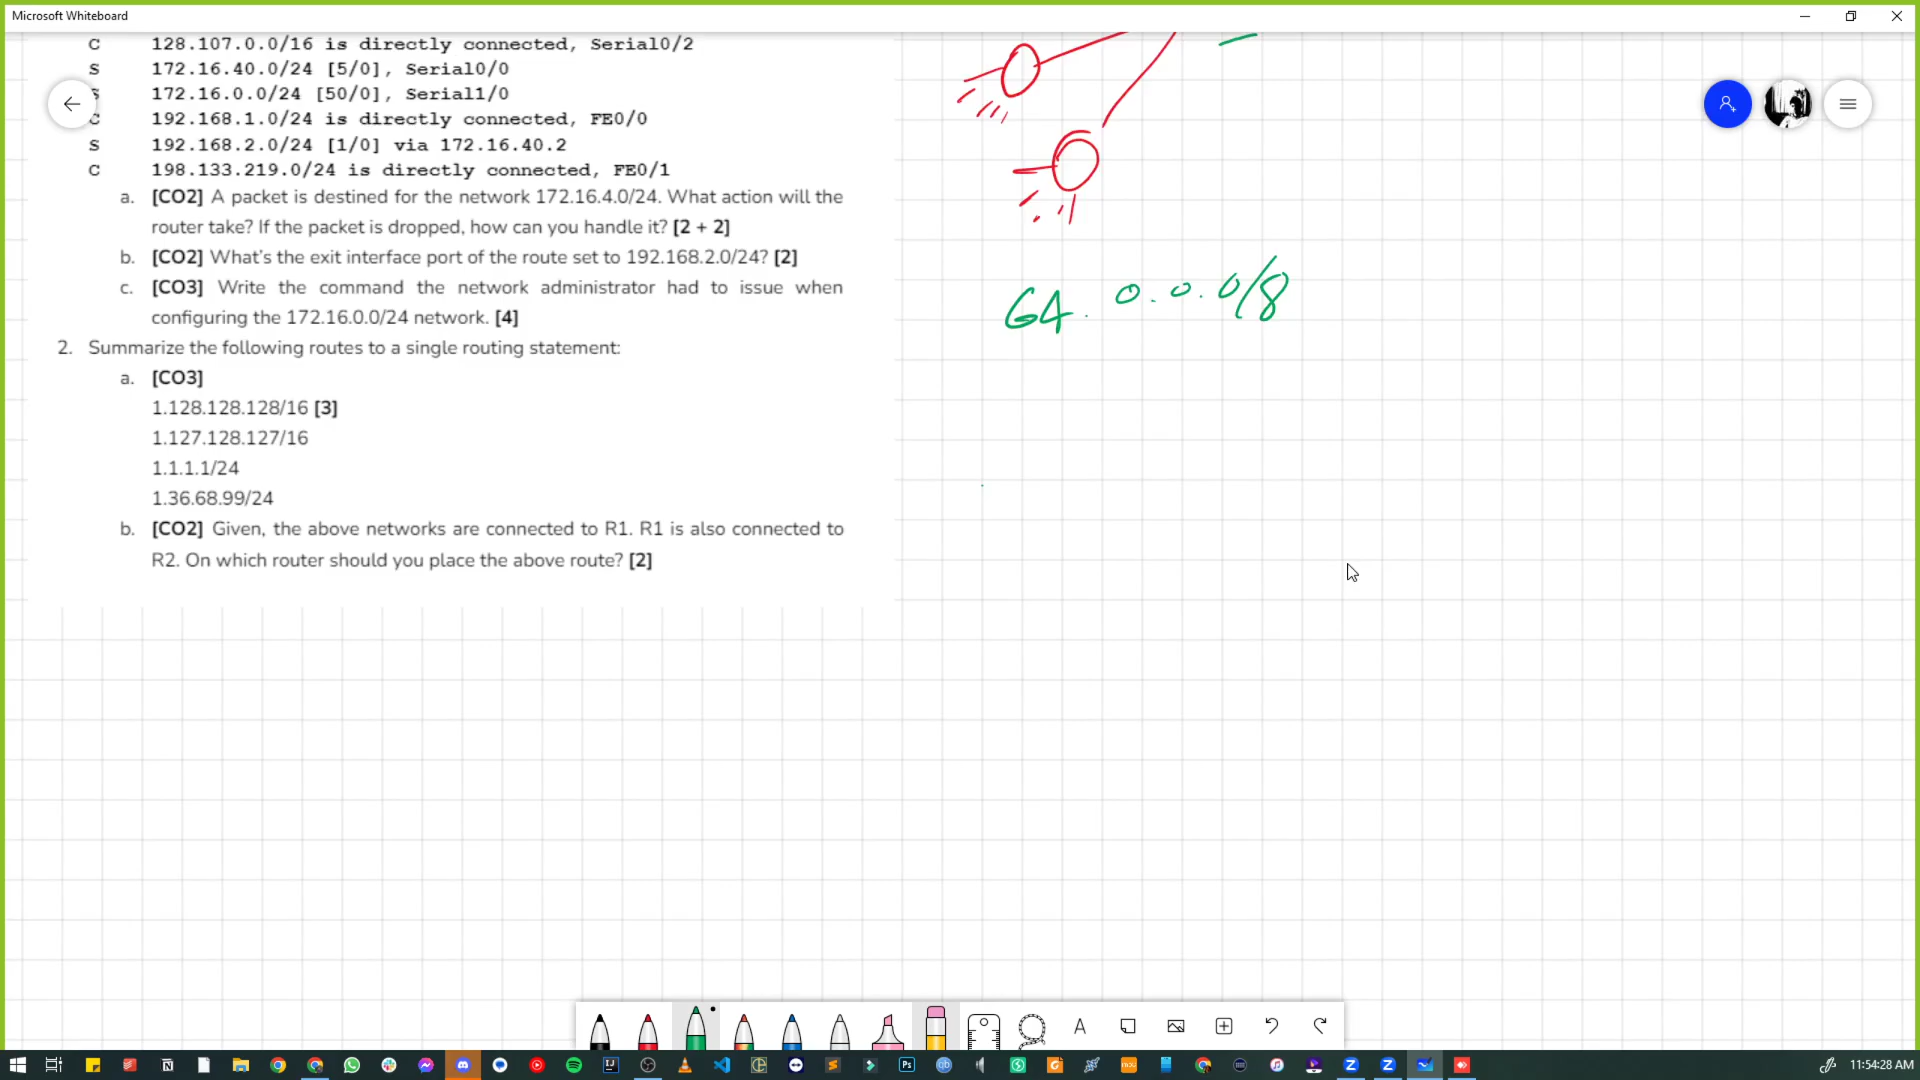 Microsoft Whiteboard
C 128.107.0.0/16 is directly connected, Serial0/2
S 172.16.40.0/24 [5/0], Serial0/0
S 172.16.0.0/24 [50/0], Serial1/0
C 192.168.1.0/24 is directly connected, FE0/0
S 192.168.2.0/24 [1/0] via 172.16.40.2
C 198.133.219.0/24 is directly connected, FE0/1
a. [CO2] A packet is destined for the network 172.16.4.0/24. What action will the
router take? If the packet is dropped, how can you handle it? [2 + 2]
b. [CO2] What's the exit interface port of the route set to 192.168.2.0/24? [2]
c. [CO3] Write the command the network administrator had to issue when
configuring the 172.16.0.0/24 network. [4]
2. Summarize the following routes to a single routing statement:
a. [CO3]
1.128.128.128/16 [3]
1.127.128.127/16
1.1.1.1/24
1.36.68.99/24
b. [CO2] Given, the above networks are connected to R1. R1 is also connected to
R2. On which router should you place the above route? [2]
64. 0. 0. 0/8
11:54:28 AM